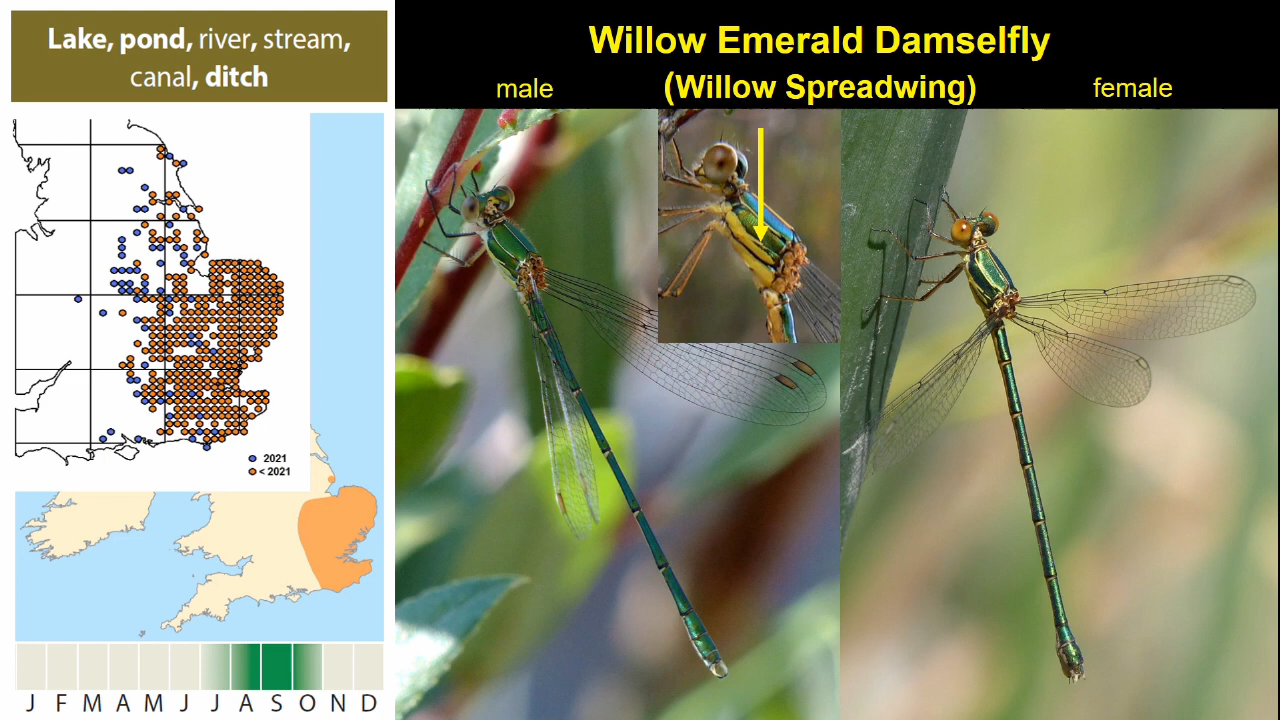 Lake, pond, river, stream,
canal, ditch
Willow Emerald Damselfly
(Willow Spreadwing)
male
female
2021
< 2021
J F M A M J J A S O N D